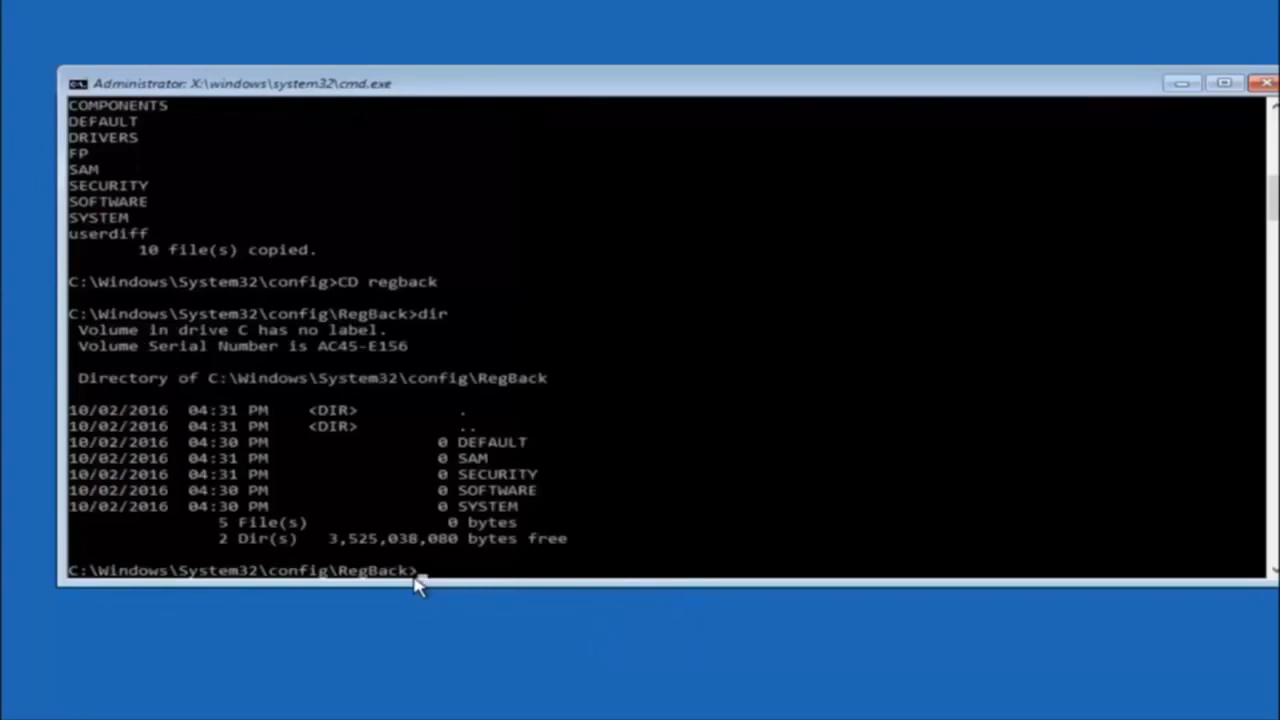 Administrator: X:\windows\system32\cmd.exe
COMPONENTS
DEFAULT
DRIVERS
FP
SAM
SECURITY
SOFTWARE
SYSTEM
userdiff
10 file(s) copied.
C:\Windows\System32\config>CD regback
C:\Windows\System32\config\RegBack>dir
Volume in drive C has no label.
Volume Serial Number is AC45-E156
Directory of C:\Windows\System32\config\RegBack
10/02/2016 04:31 PM <DIR> .
10/02/2016 04:31 PM <DIR> ..
10/02/2016 04:30 PM 0 DEFAULT
10/02/2016 04:31 PM 0 SAM
10/02/2016 04:31 PM 0 SECURITY
10/02/2016 04:30 PM 0 SOFTWARE
10/02/2016 04:30 PM 0 SYSTEM
5 File(s) 0 bytes
2 Dir(s) 3,525,038,080 bytes free
C:\Windows\System32\config\RegBack>_